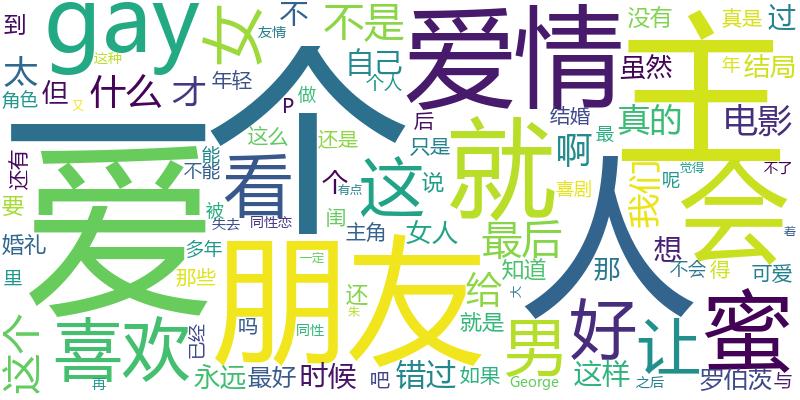 到
gay
女
友情
不
不是
爱情
主
没有
真是
过
太
这种
年轻
自己
个人
虽然
年
结局
角色
但
什么
才
又
P
做
一个
后
结婚
真的
电影
还有
能
不能
这么
还是
只是
最
啊
看
这
就
个
说
有点
喜剧
我们
呢
觉得
不了
会
要
爱
被
失去
同性恋
闺
主角
女人
最后
人
想
不会
得
着
婚礼
多年
里
那些
朋友
一定
还
给
知道
那
可爱
这个
喜欢
已经
吗
同性
朱
就是
大
男
好
让
蜜
再
永远
最好
时候
吧
错过
如果
George
这样
之后
罗伯茨
与